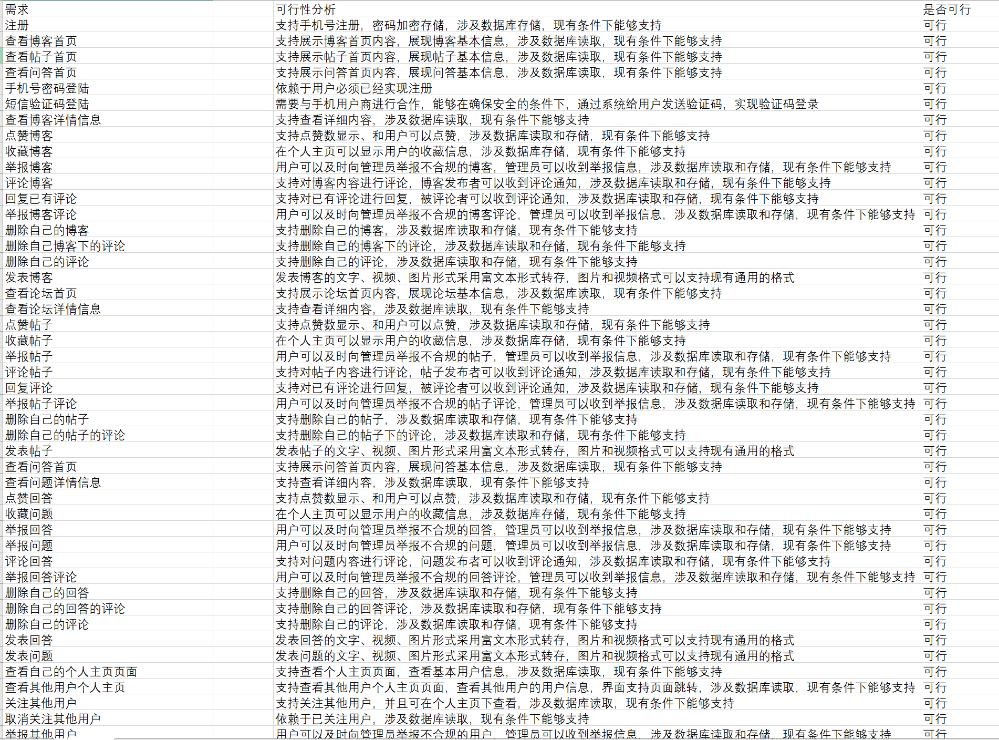 需求 可行性分析 是否可行
注册 支持手机号注册，密码加密存储，涉及数据库存储，现有条件下能够支持 可行
查看博客首页 支持展示博客首页内容，展现博客基本信息，涉及数据库读取，现有条件下能够支持 可行
查看帖子首页 支持展示帖子首页内容，展现帖子基本信息，涉及数据库读取，现有条件下能够支持 可行
查看问答首页 支持展示问答首页内容，展现问答基本信息，涉及数据库读取，现有条件下能够支持 可行
手机号密码登陆 依赖于用户必须已经实现注册 可行
短信验证码登陆 需要与手机用户商进行合作，能够在确保安全的条件下，通过系统给用户发送验证码，实现验证码登录 可行
查看博客详情信息 支持查看详细内容，涉及数据库读取，现有条件下能够支持 可行
点赞博客 支持点赞数显示、和用户可以点赞，涉及数据库读取和存储，现有条件下能够支持 可行
收藏博客 在个人主页可以显示用户的收藏信息，涉及数据库存储，现有条件下能够支持 可行
举报博客 用户可以及时向管理员举报不合规的博客，管理员可以收到举报信息，涉及数据库读取和存储，现有条件下能够支持 可行
评论博客 支持对博客内容进行评论，博客发布者可以收到评论通知，涉及数据库读取和存储，现有条件下能够支持 可行
回复已有评论 支持对已有评论进行回复，被评论者可以收到评论通知，涉及数据库读取和存储，现有条件下能够支持 可行
举报博客评论 用户可以及时向管理员举报不合规的博客评论，管理员可以收到举报信息，涉及数据库读取和存储，现有条件下能够支持 可行
删除自己的博客 支持删除自己的博客，涉及数据库读取和存储，现有条件下能够支持 可行
删除自己博客下的评论 支持删除自己的博客下的评论，涉及数据库读取和存储，现有条件下能够支持 可行
删除自己的评论 支持删除自己的评论，涉及数据库读取和存储，现有条件下能够支持 可行
发表博客 发表博客的文字、视频、图片形式采用富文本形式转存，图片和视频格式可以支持现有通用的格式 可行
查看论坛首页 支持展示论坛首页内容，展现论坛基本信息，涉及数据库读取，现有条件下能够支持 可行
查看论坛详情信息 支持查看详细内容，涉及数据库读取，现有条件下能够支持 可行
点赞帖子 支持点赞数显示、和用户可以点赞，涉及数据库读取和存储，现有条件下能够支持 可行
收藏帖子 在个人主页可以显示用户的收藏信息，涉及数据库存储，现有条件下能够支持 可行
举报帖子 用户可以及时向管理员举报不合规的帖子，管理员可以收到举报信息，涉及数据库读取和存储，现有条件下能够支持 可行
评论帖子 支持对帖子内容进行评论，帖子发布者可以收到评论通知，涉及数据库读取和存储，现有条件下能够支持 可行
回复评论 支持对已有评论进行回复，被评论者可以收到评论通知，涉及数据库读取和存储，现有条件下能够支持 可行
举报帖子评论 用户可以及时向管理员举报不合规的帖子评论，管理员可以收到举报信息，涉及数据库读取和存储，现有条件下能够支持 可行
删除自己的帖子 支持删除自己的帖子，涉及数据库读取和存储，现有条件下能够支持 可行
删除自己的帖子的评论 支持删除自己的帖子下的评论，涉及数据库读取和存储，现有条件下能够支持 可行
发表帖子 发表帖子的文字、视频、图片形式采用富文本形式转存，图片和视频格式可以支持现有通用的格式 可行
查看问答首页 支持展示问答首页内容，展现问答基本信息，涉及数据库读取，现有条件下能够支持 可行
查看问题详情信息 支持查看详细内容，涉及数据库读取，现有条件下能够支持 可行
点赞回答 支持点赞数显示、和用户可以点赞，涉及数据库读取和存储，现有条件下能够支持 可行
收藏问题 在个人主页可以显示用户的收藏信息，涉及数据库存储，现有条件下能够支持 可行
举报回答 用户可以及时向管理员举报不合规的回答，管理员可以收到举报信息，涉及数据库读取和存储，现有条件下能够支持 可行
举报问题 用户可以及时向管理员举报不合规的问题，管理员可以收到举报信息，涉及数据库读取和存储，现有条件下能够支持 可行
评论回答 支持对问题内容进行评论，问题发布者可以收到评论通知，涉及数据库读取和存储，现有条件下能够支持 可行
举报回答评论 用户可以及时向管理员举报不合规的回答评论，管理员可以收到举报信息，涉及数据库读取和存储，现有条件下能够支持 可行
删除自己的回答 支持删除自己的回答，涉及数据库读取和存储，现有条件下能够支持 可行
删除自己的回答的评论 支持删除自己的回答评论，涉及数据库读取和存储，现有条件下能够支持 可行
删除自己的评论 支持删除自己的评论，涉及数据库读取和存储，现有条件下能够支持 可行
发表回答 发表回答的文字、视频、图片形式采用富文本形式转存，图片和视频格式可以支持现有通用的格式 可行
发表问题 发表问题的文字、视频、图片形式采用富文本形式转存，图片和视频格式可以支持现有通用的格式 可行
查看自己的个人主页页面 支持查看个人主页页面，查看基本用户信息，涉及数据库读取，现有条件下能够支持 可行
查看其他用户个人主页 支持查看其他用户个人主页页面，查看其他用户的用户信息，界面支持页面跳转，涉及数据库读取，现有条件下能够支持 可行
关注其他用户 支持关注其他用户，并且可在个人主页下查看，涉及数据库读取，现有条件下能够支持 可行
取消关注其他用户 依赖于已关注用户，涉及数据库读取，现有条件下能够支持 可行
举报其他用户 用户可以及时向管理员举报不合规的用户，管理员可以收到举报信息，涉及数据库读取和存储，现有条件下能够支持 可行